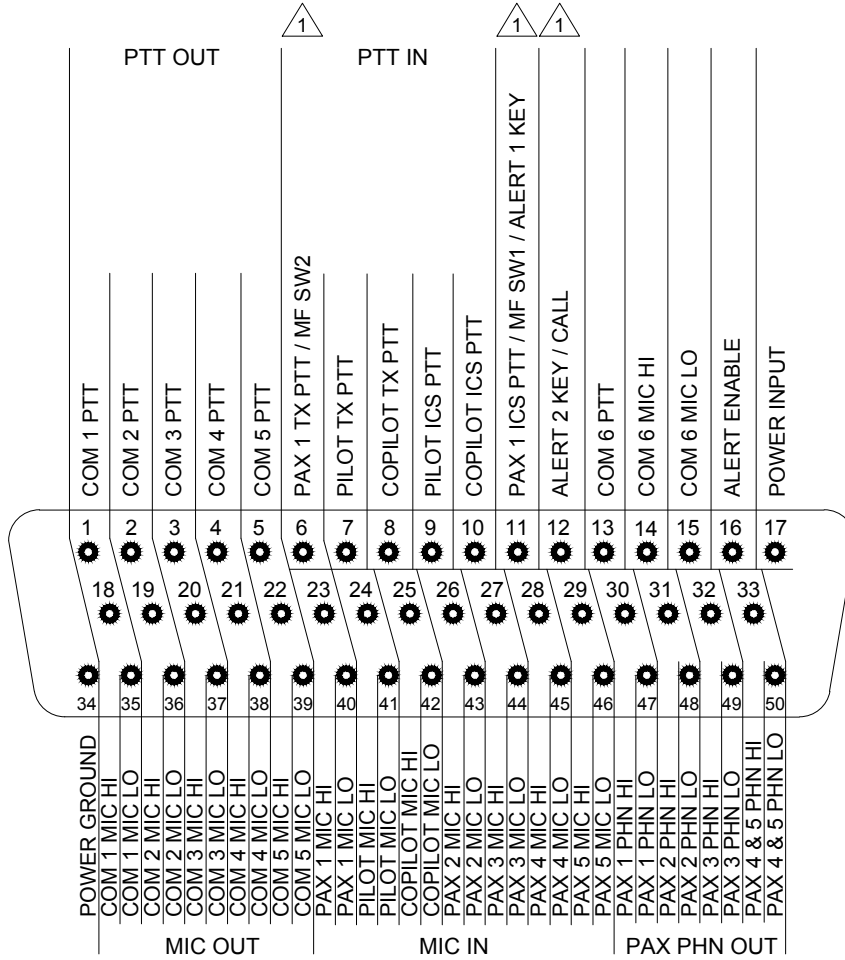 1 1 1
PTT OUT PTT IN
COM 1 PTT
COM 2 PTT
COM 3 PTT
COM 4 PTT
COM 5 PTT
PAX 1 TX PTT / MF SW2
PILOT TX PTT
COPILOT TX PTT
PILOT ICS PTT
COPILOT ICS PTT
PAX 1 ICS PTT / MF SW1 / ALERT 1 KEY
ALERT 2 KEY / CALL
COM 6 PTT
COM 6 MIC HI
COM 6 MIC LO
ALERT ENABLE
POWER INPUT
1 2 3 4 5 6 7 8 9 10 11 12 13 14 15 16 17
18 19 20 21 22 23 24 25 26 27 28 29 30 31 32 33
34 35 36 37 38 39 40 41 42 43 44 45 46 47 48 49 50
POWER GROUND
COM 1 MIC HI
COM 1 MIC LO
COM 2 MIC HI
COM 2 MIC LO
COM 3 MIC HI
COM 3 MIC LO
COM 4 MIC HI
COM 4 MIC LO
COM 5 MIC HI
COM 5 MIC LO
PAX 1 MIC HI
PAX 1 MIC LO
PILOT MIC HI
PILOT MIC LO
COPILOT MIC HI
COPILOT MIC LO
PAX 2 MIC HI
PAX 2 MIC LO
PAX 3 MIC HI
PAX 3 MIC LO
PAX 4 MIC HI
PAX 4 MIC LO
PAX 5 MIC HI
PAX 5 MIC LO
PAX 1 PHN HI
PAX 1 PHN LO
PAX 2 PHN HI
PAX 2 PHN LO
PAX 3 PHN HI
PAX 3 PHN LO
PAX 4 & 5 PHN HI
PAX 4 & 5 PHN LO
MIC OUT MIC IN PAX PHN OUT